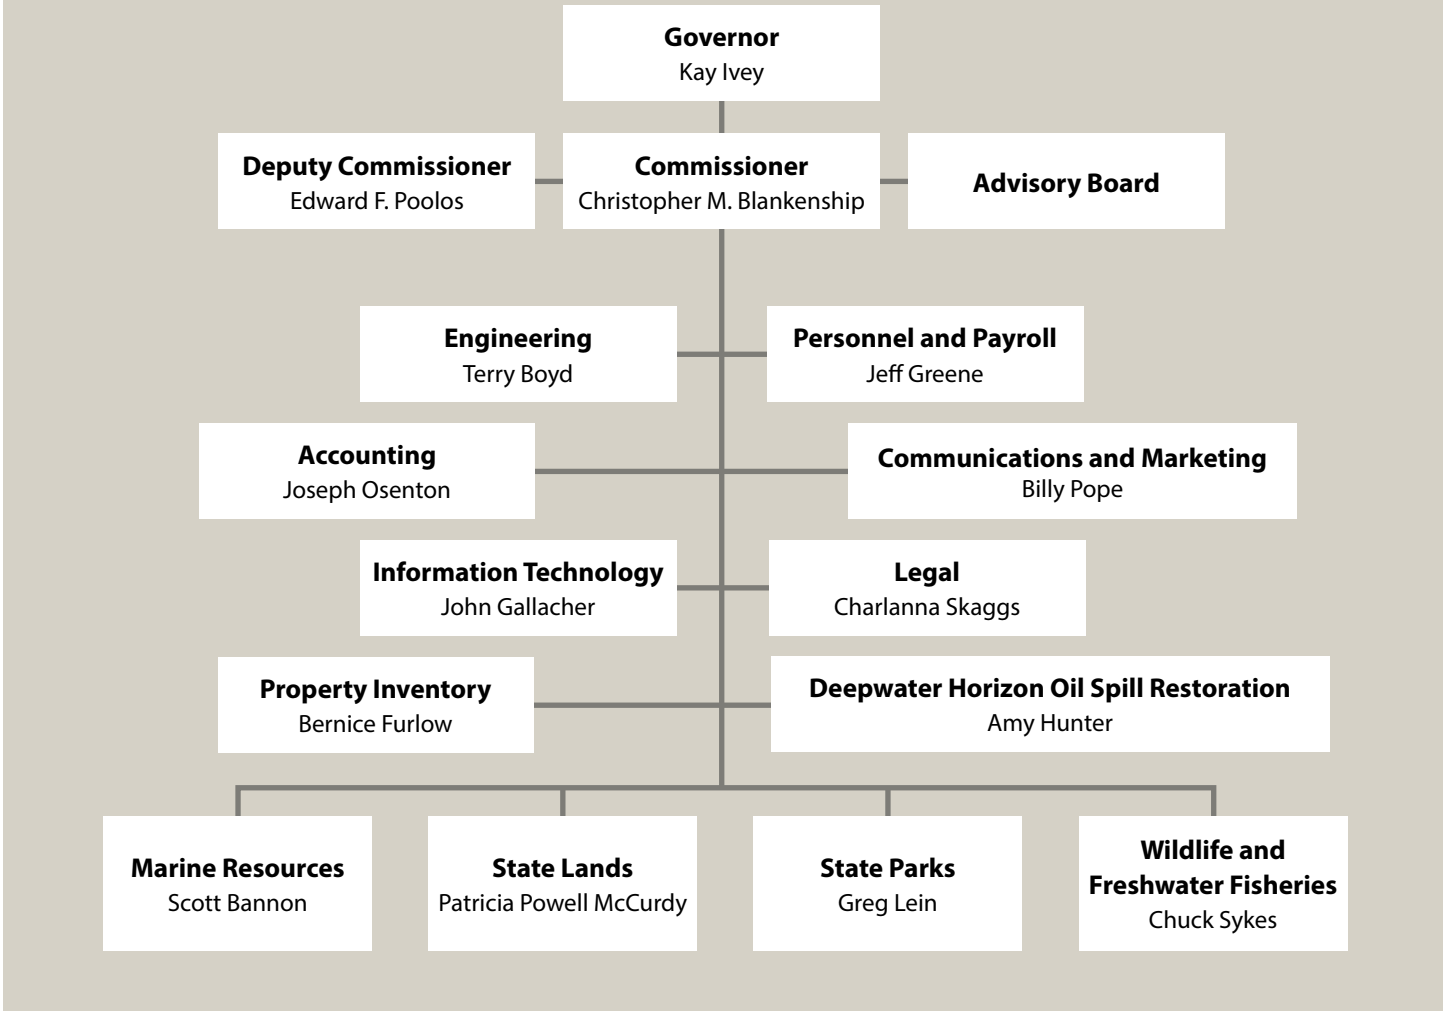 Governor
Kay Ivey
Deputy Commissioner
Edward F. Poolos
Commissioner
Christopher M. Blankenship
Advisory Board
Engineering
Terry Boyd
Personnel and Payroll
Jeff Greene
Accounting
Joseph Osenton
Communications and Marketing
Billy Pope
Information Technology
John Gallacher
Legal
Charlanna Skaggs
Property Inventory
Bernice Furlow
Deepwater Horizon Oil Spill Restoration
Amy Hunter
Marine Resources
Scott Bannon
State Lands
Patricia Powell McCurdy
State Parks
Greg Lein
Wildlife and
Freshwater Fisheries
Chuck Sykes